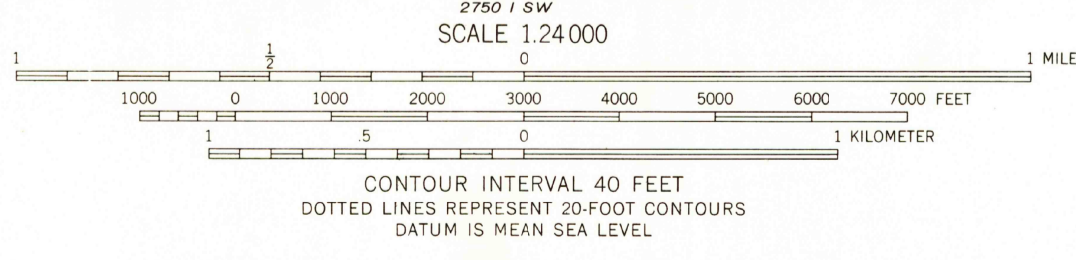 2750 I SW
SCALE 1.24 000
1 1/2 0 1 MILE
1000 0 1000 2000 3000 4000 5000 6000 7000 FEET
1 .5 0 1 KILOMETER
CONTOUR INTERVAL 40 FEET
DOTTED LINES REPRESENT 20-FOOT CONTOURS
DATUM IS MEAN SEA LEVEL